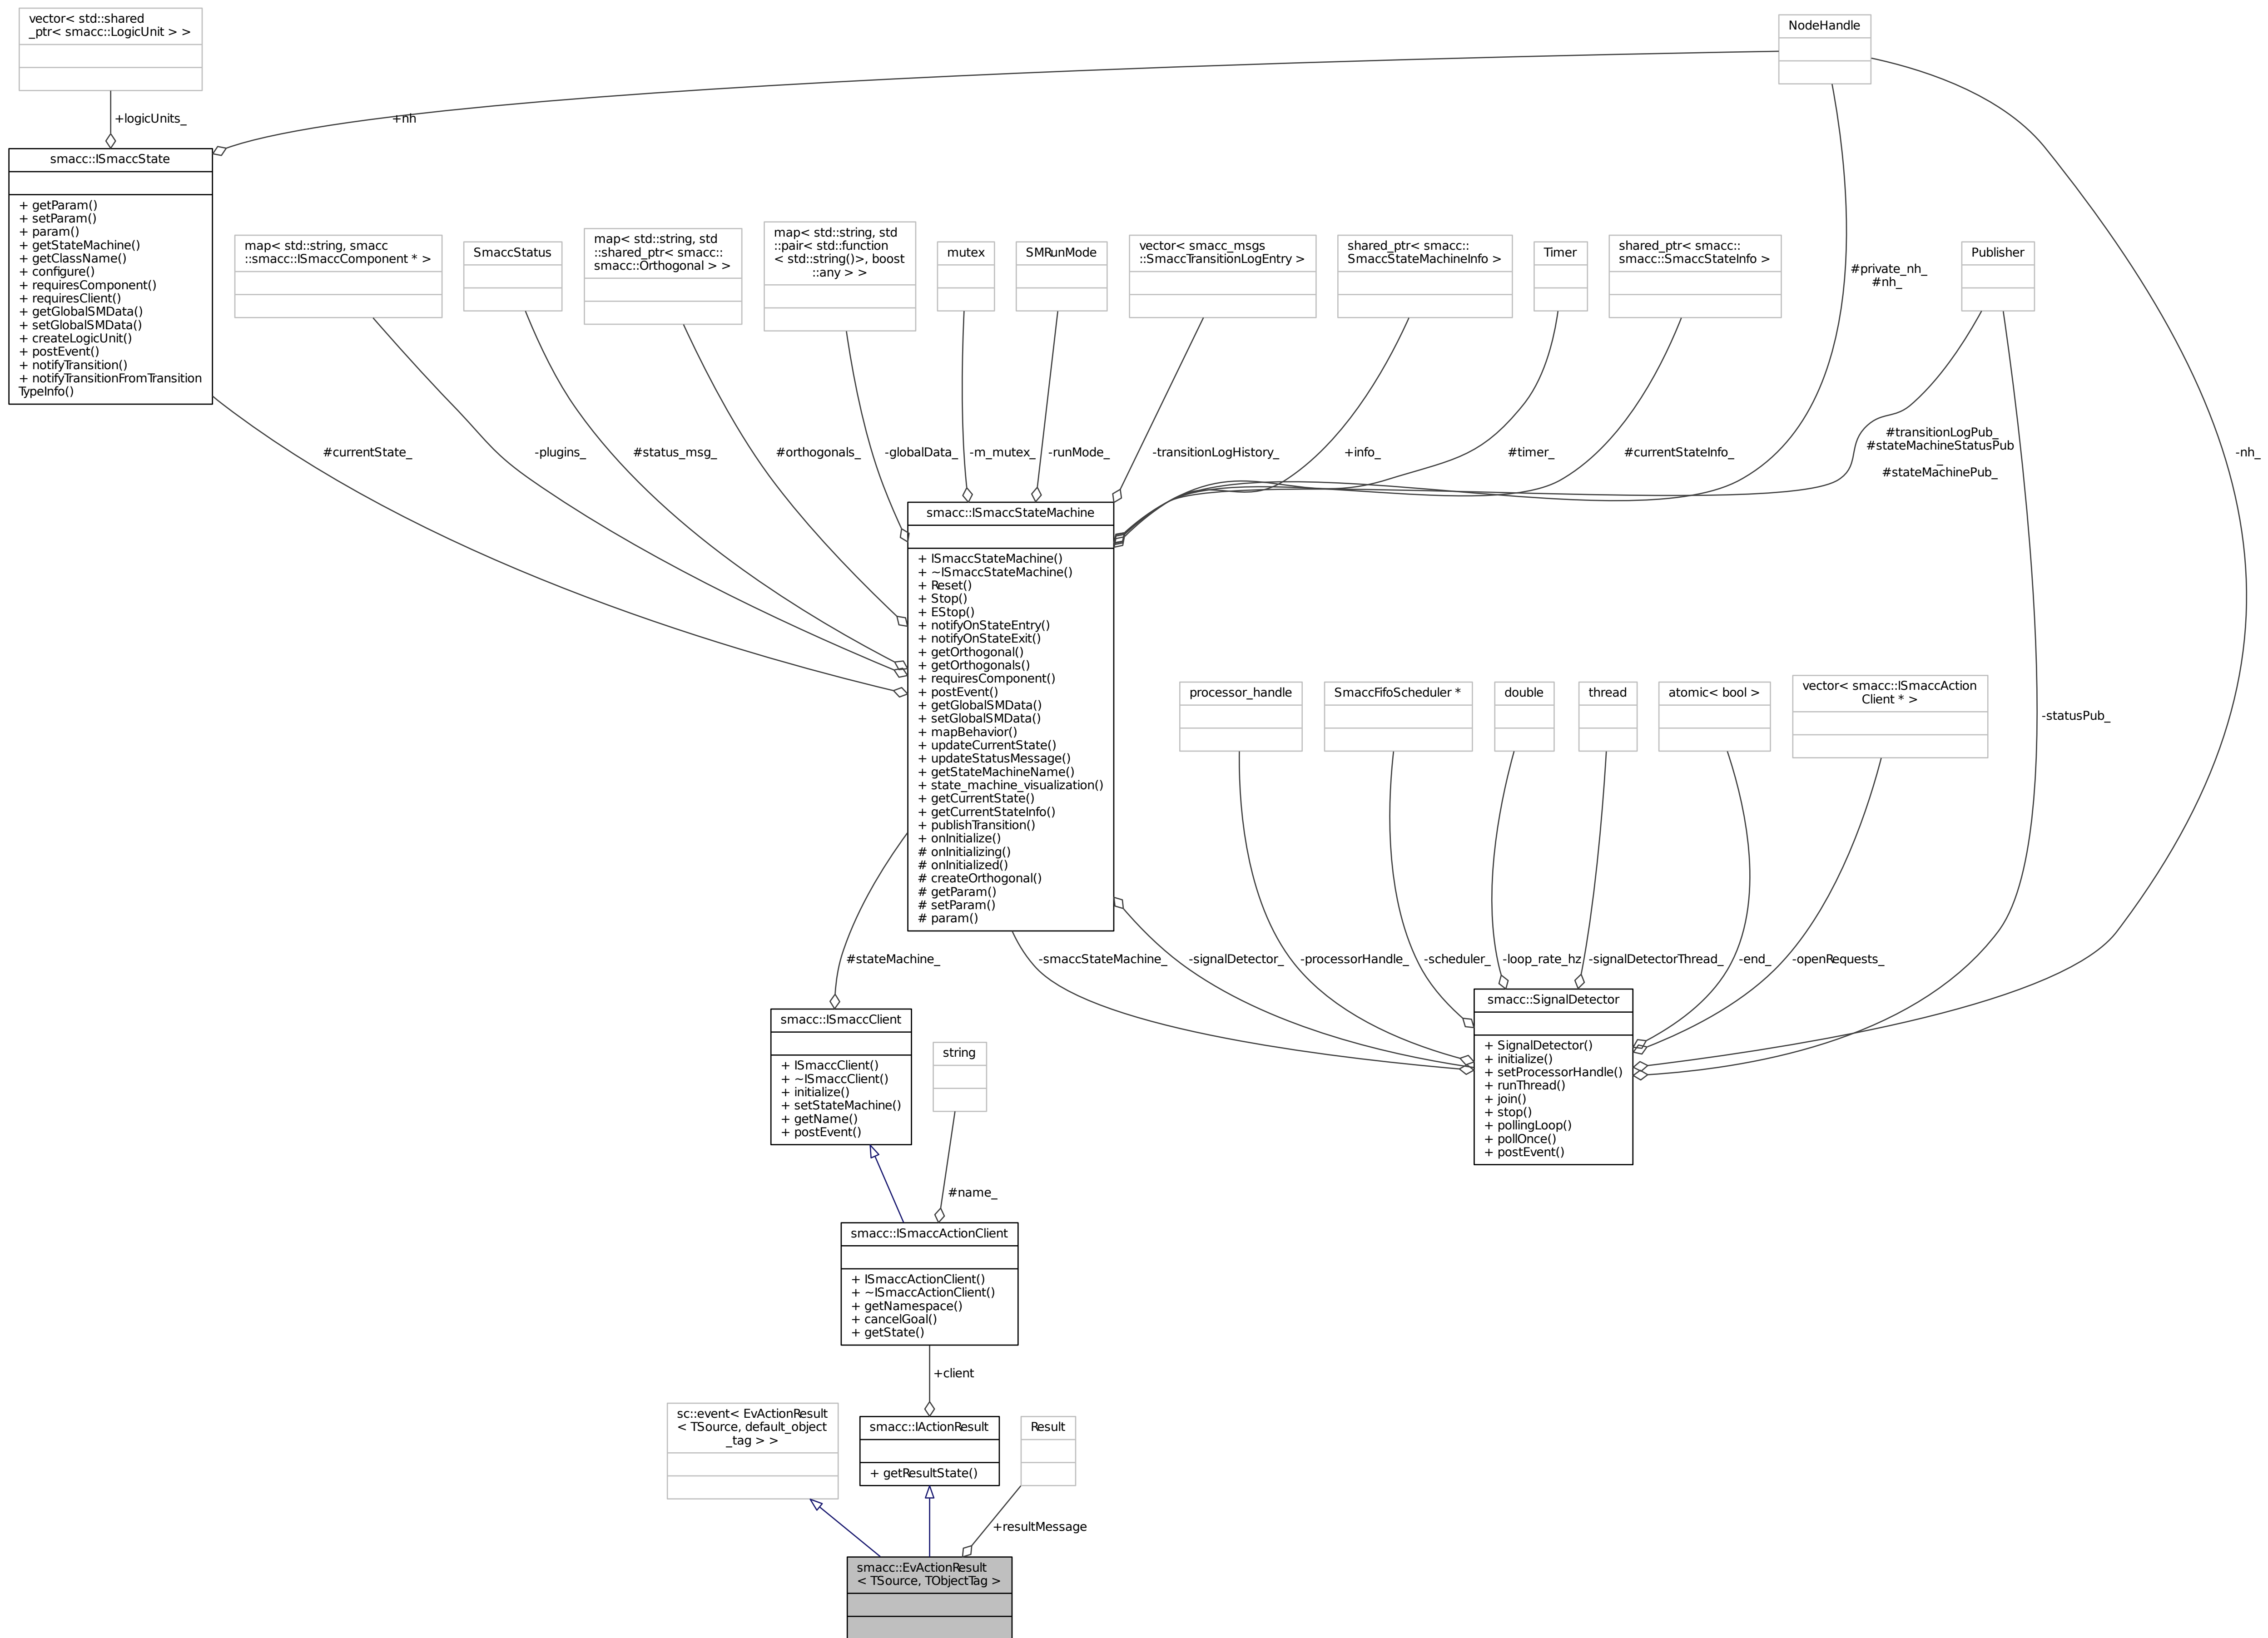 vector< std::shared
_ptr< smacc::LogicUnit > >
NodeHandle
+logicUnits_
+nh
smacc::ISmaccState
+ getParam()
+ setParam()
+ param()
+ getStateMachine()
+ getClassName()
+ configure()
+ requiresComponent()
+ requiresClient()
+ getGlobalSMData()
+ setGlobalSMData()
+ createLogicUnit()
+ postEvent()
+ notifyTransition()
+ notifyTransitionFromTransition
TypeInfo()
map< std::string, smacc
::smacc::ISmaccComponent * >
SmaccStatus
map< std::string, std
::shared_ptr< smacc::
smacc::Orthogonal > >
map< std::string, std
::pair< std::function
< std::string()>, boost
::any > >
mutex
SMRunMode
vector< smacc_msgs
::SmaccTransitionLogEntry >
shared_ptr< smacc::
SmaccStateMachineInfo >
Timer
shared_ptr< smacc::
smacc::SmaccStateInfo >
Publisher
#private_nh_
#nh_
#currentState_
-plugins_
#status_msg_
#orthogonals_
-globalData_
-m_mutex_
-runMode_
-transitionLogHistory_
+info_
#timer_
#currentStateInfo_
#transitionLogPub_
#stateMachineStatusPub
_
#stateMachinePub_
-nh_
smacc::ISmaccStateMachine
+ ISmaccStateMachine()
+ ~ISmaccStateMachine()
+ Reset()
+ Stop()
+ EStop()
+ notifyOnStateEntry()
+ notifyOnStateExit()
+ getOrthogonal()
+ getOrthogonals()
+ requiresComponent()
+ postEvent()
+ getGlobalSMData()
+ setGlobalSMData()
+ mapBehavior()
+ updateCurrentState()
+ updateStatusMessage()
+ getStateMachineName()
+ state_machine_visualization()
+ getCurrentState()
+ getCurrentStateInfo()
+ publishTransition()
+ onInitialize()
# onInitializing()
# onInitialized()
# createOrthogonal()
# getParam()
# setParam()
# param()
processor_handle
SmaccFifoScheduler *
double
thread
atomic< bool >
vector< smacc::ISmaccAction
Client * >
-statusPub_
#stateMachine_
-smaccStateMachine_
-signalDetector_
-processorHandle_
-scheduler_
-loop_rate_hz
-signalDetectorThread_
-end_
-openRequests_
smacc::SignalDetector
+ SignalDetector()
+ initialize()
+ setProcessorHandle()
+ runThread()
+ join()
+ stop()
+ pollingLoop()
+ pollOnce()
+ postEvent()
smacc::ISmaccClient
+ ISmaccClient()
+ ~ISmaccClient()
+ initialize()
+ setStateMachine()
+ getName()
+ postEvent()
string
#name_
smacc::ISmaccActionClient
+ ISmaccActionClient()
+ ~ISmaccActionClient()
+ getNamespace()
+ cancelGoal()
+ getState()
+client
sc::event< EvActionResult
< TSource, default_object
_tag > >
smacc::IActionResult
+ getResultState()
Result
+resultMessage
smacc::EvActionResult
< TSource, TObjectTag >